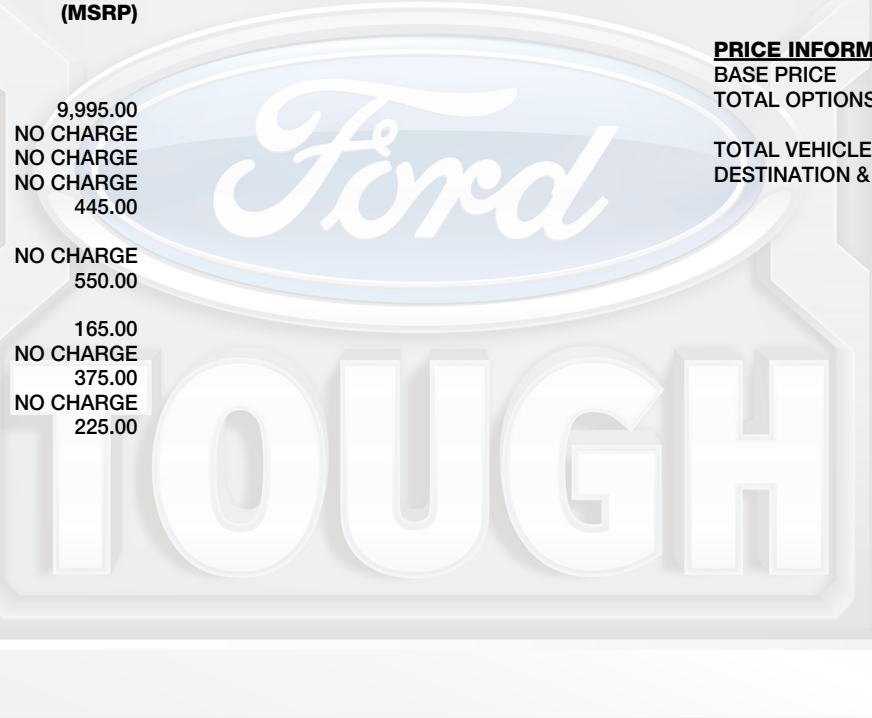 (MSRP)
9,995.00
NO CHARGE
NO CHARGE
NO CHARGE
445.00
NO CHARGE
550.00
165.00
NO CHARGE
375.00
NO CHARGE
225.00
PRICE INFORM
BASE PRICE
TOTAL OPTIONS
TOTAL VEHICLE
DESTINATION &
Ford
TOUGH